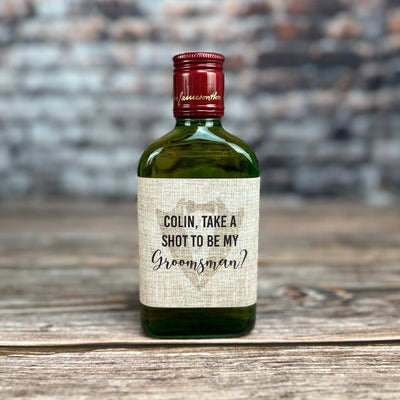 COLIN, TAKE A
SHOT TO BE MY
Groomsman?